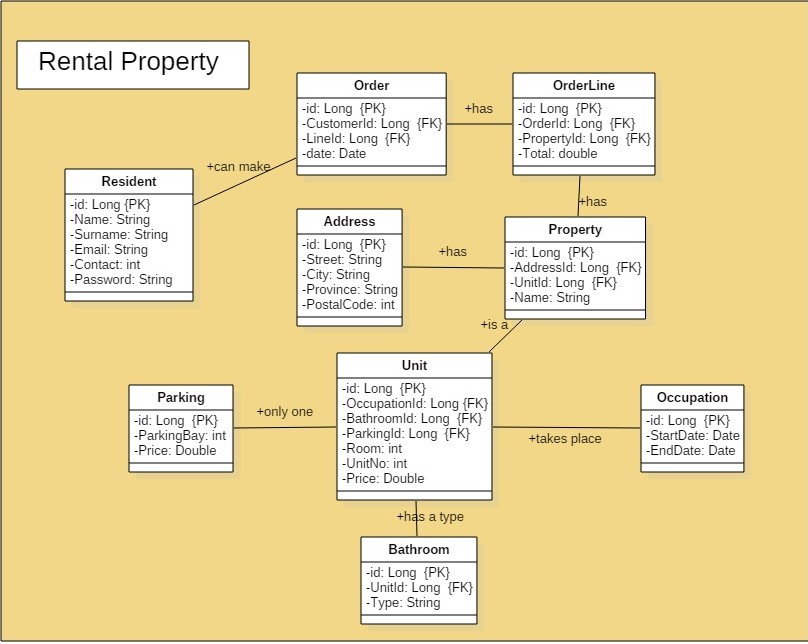 Rental Property
Order
-id: Long {PK}
-CustomerId: Long {FK}
-LineId: Long {FK}
-date: Date
+has
OrderLine
-id: Long {PK}
-OrderId: Long {FK}
-PropertyId: Long {FK}
-Total: double
+can make
Resident
-id: Long {PK}
-Name: String
-Surname: String
-Email: String
-Contact: int
-Password: String
+has
Address
-id: Long {PK}
-Street: String
-City: String
-Province: String
-PostalCode: int
+has
Property
-id: Long {PK}
-AddressId: Long {FK}
-UnitId: Long {FK}
-Name: String
+is a
Unit
-id: Long {PK}
-OccupationId: Long {FK}
-BathroomId: Long {FK}
-ParkingId: Long {FK}
-Room: int
-UnitNo: int
-Price: Double
Parking
-id: Long {PK}
-ParkingBay: int
-Price: Double
+only one
Occupation
-id: Long {PK}
-StartDate: Date
-EndDate: Date
+takes place
+has a type
Bathroom
-id: Long {PK}
-UnitId: Long {FK}
-Type: String